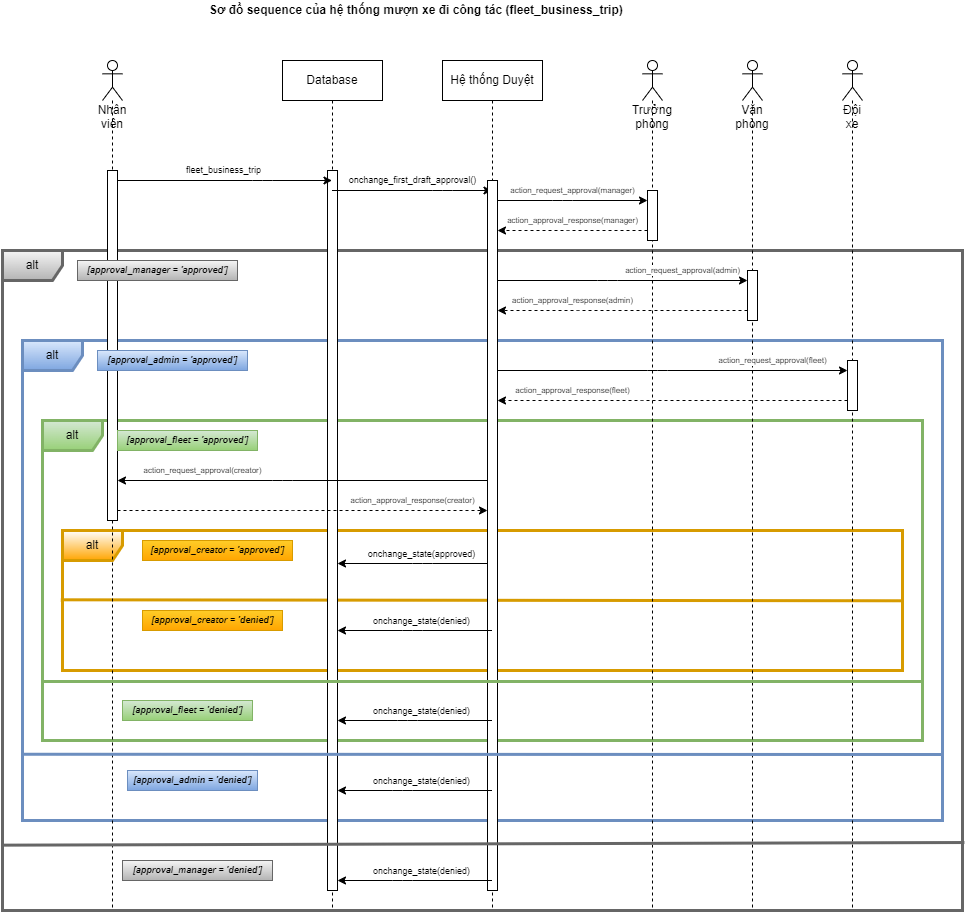 Sơ đồ sequence của hệ thống mượn xe đi công tác (fleet_business_trip)
Nhân
viên
Database
Hệ thống Duyệt
Trưởng
phòng
Văn
phòng
Đội
xe
fleet_business_trip
onchange_first_draft_approval()
action_request_approval(manager)
action_approval_response(manager)
alt
[approval_manager = 'approved']
action_request_approval(admin)
action_approval_response(admin)
alt
[approval_admin = 'approved']
action_request_approval(fleet)
action_approval_response(fleet)
alt
[approval_fleet = 'approved']
action_request_approval(creator)
action_approval_response(creator)
alt
[approval_creator = 'approved']
onchange_state(approved)
[approval_creator = 'denied']
onchange_state(denied)
[approval_fleet = 'denied']
onchange_state(denied)
[approval_admin = 'denied']
onchange_state(denied)
[approval_manager = 'denied']
onchange_state(denied)